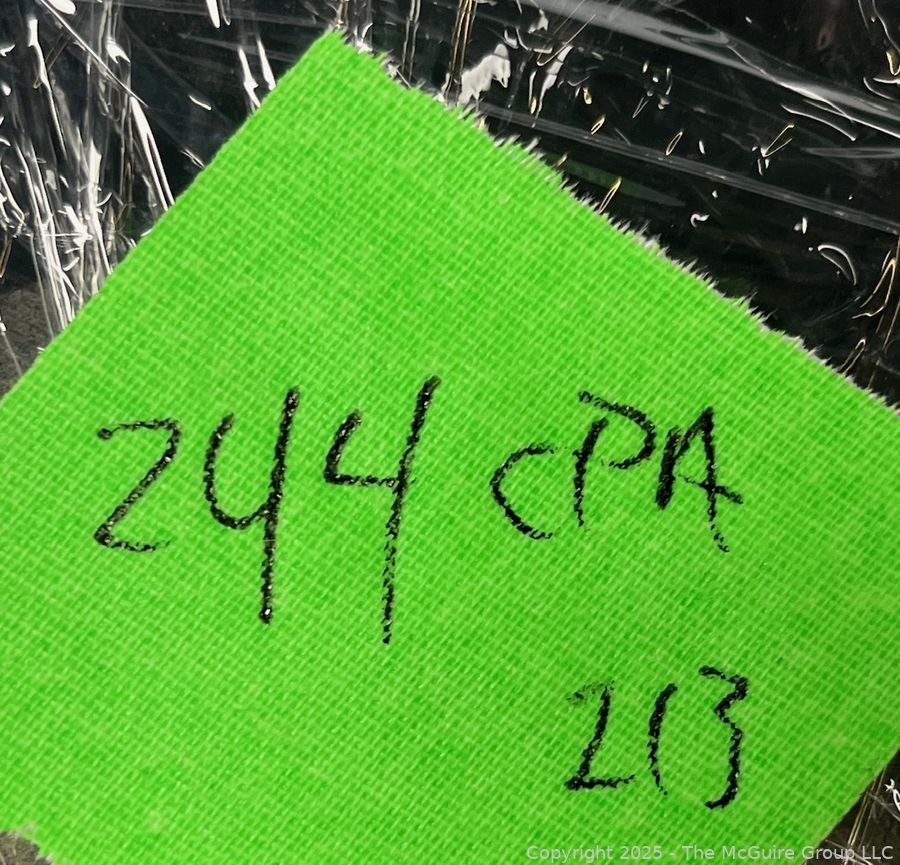 244 CPA
213
Copyright 2025 - The McGuire Group LLC